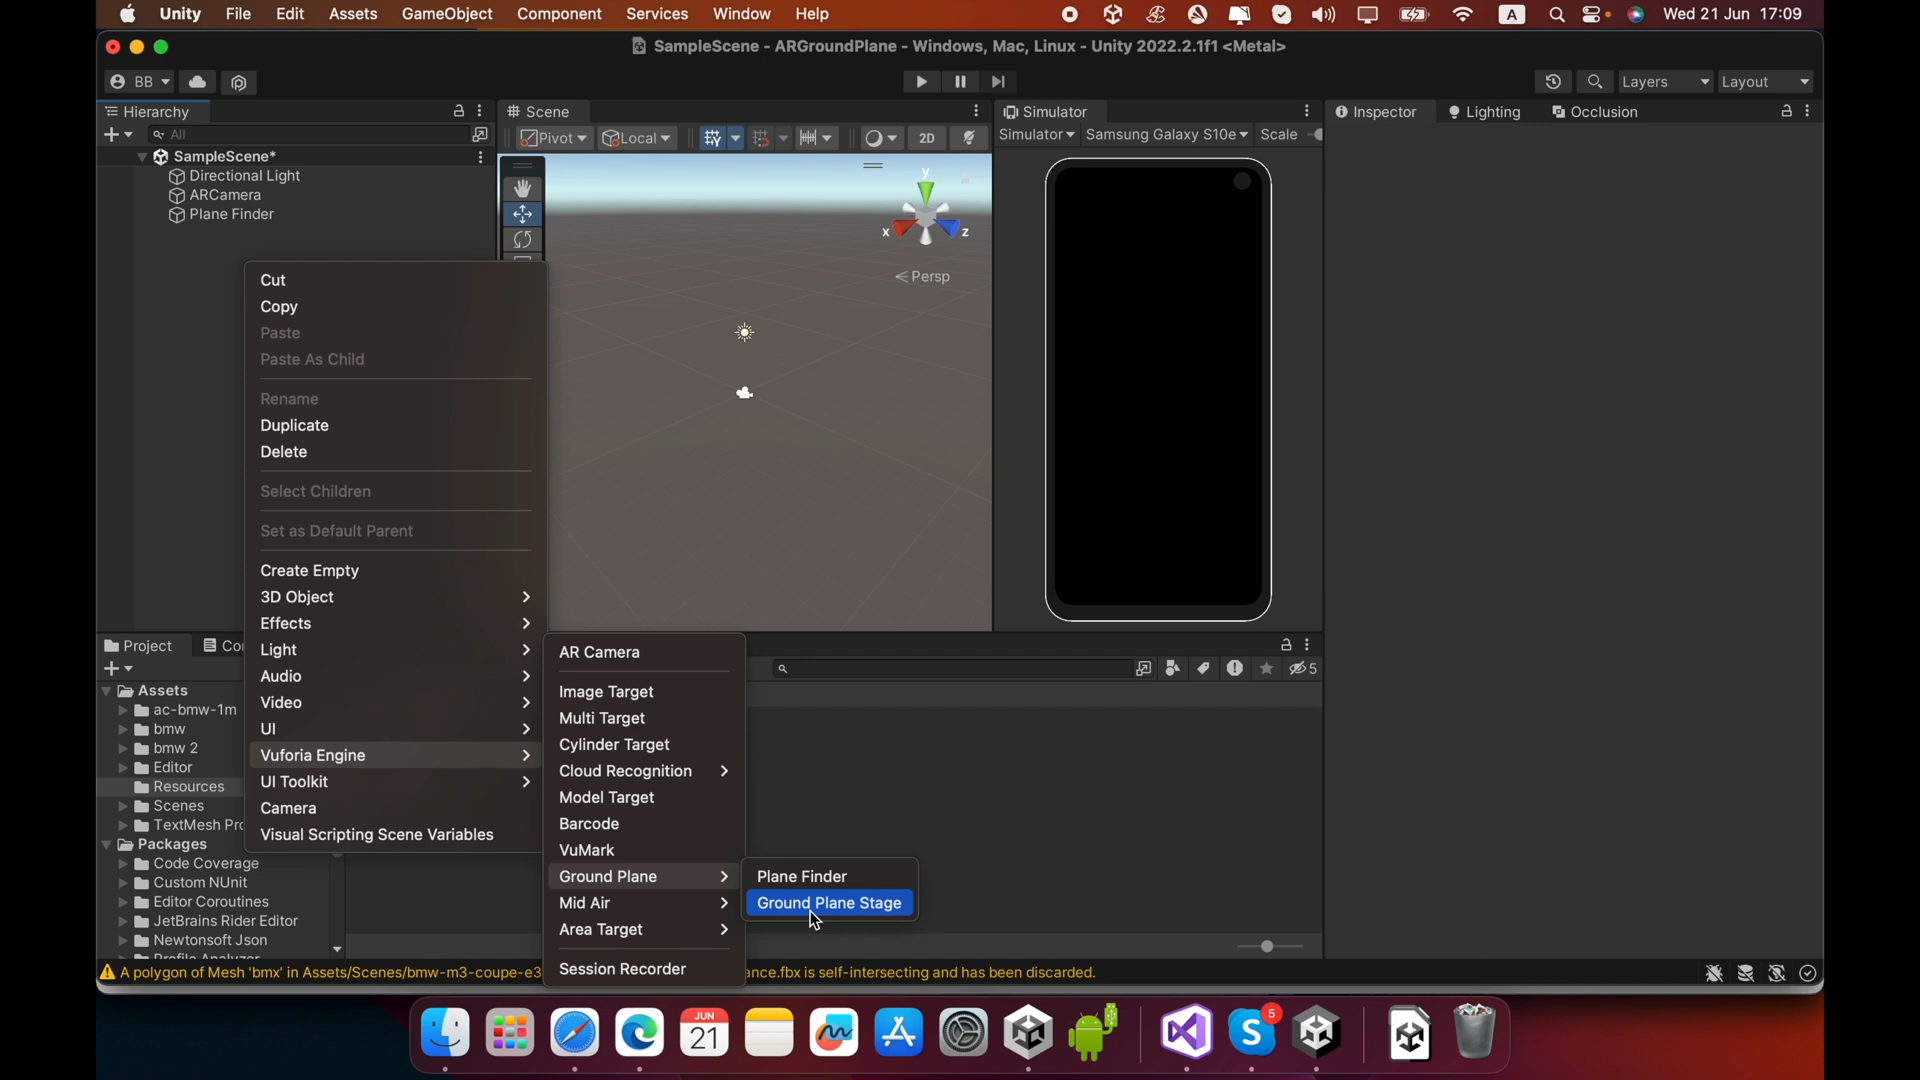 Unity File Edit Assets GameObject Component Services Window Help A Wed 21 Jun 17:09
SampleScene - ARGroundPlane - Windows, Mac, Linux - Unity 2022.2.1f1 <Metal>
BB Layers Layout
Hierarchy Scene Simulator Inspector Lighting Occlusion
All Pivot Local 2D Simulator Samsung Galaxy S10e Scale
SampleScene*
Directional Light
ARCamera
Plane Finder
y
x z
Persp
Cut
Copy
Paste
Paste As Child
Rename
Duplicate
Delete
Select Children
Set as Default Parent
Create Empty
3D Object
Effects
Light
Audio
Video
UI
Vuforia Engine
UI Toolkit
Camera
Visual Scripting Scene Variables
AR Camera
Image Target
Multi Target
Cylinder Target
Cloud Recognition
Model Target
Barcode
VuMark
Ground Plane
Mid Air
Area Target
Session Recorder
Plane Finder
Ground Plane Stage
Project
5
Assets
ac-bmw-1m
bmw
bmw 2
Editor
Resources
Scenes
TextMesh
Packages
Code Coverage
Custom NUnit
Editor Coroutines
JetBrains Rider Editor
Newtonsoft Json
A polygon of Mesh 'bmx' in Assets/Scenes/bmw-m3-coupe-e3 ance.fbx is self-intersecting and has been discarded.
JUN
21
5